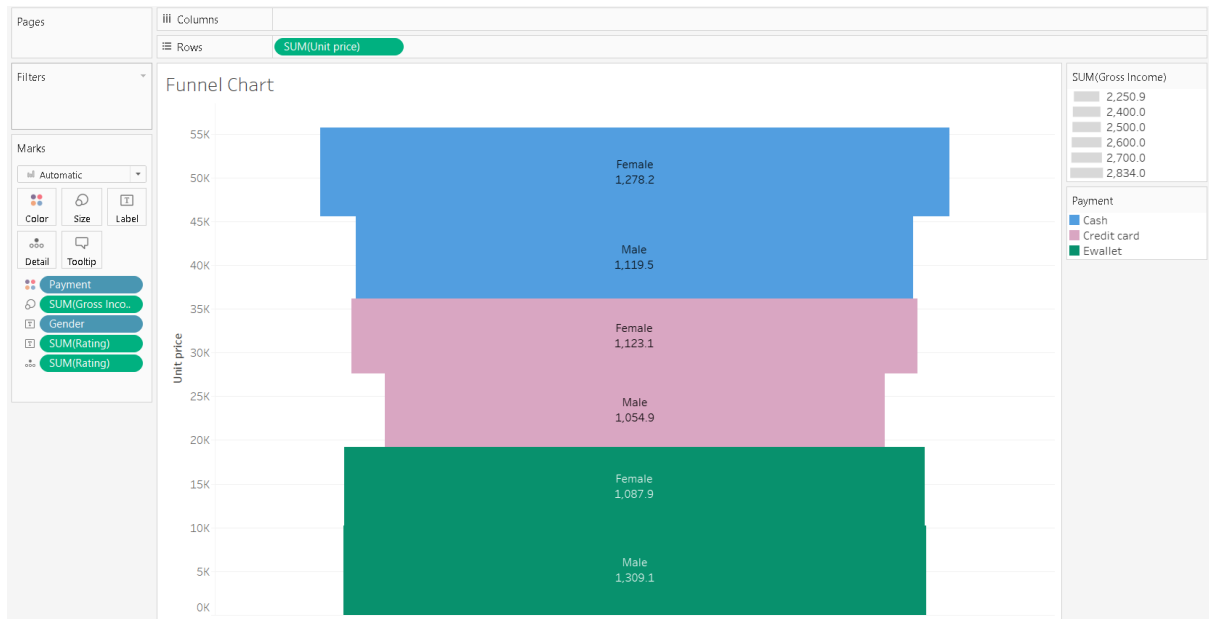 Pages
Columns
Rows
SUM(Unit price)
Filters
Marks
Automatic
Color
Size
Label
Detail
Tooltip
Payment
SUM(Gross Inco..
Gender
SUM(Rating)
SUM(Rating)
Funnel Chart
Unit price
55K
50K
45K
40K
35K
30K
25K
20K
15K
10K
5K
0K
Female
1,278.2
Male
1,119.5
Female
1,123.1
Male
1,054.9
Female
1,087.9
Male
1,309.1
SUM(Gross Income)
2,250.9
2,400.0
2,500.0
2,600.0
2,700.0
2,834.0
Payment
Cash
Credit card
Ewallet